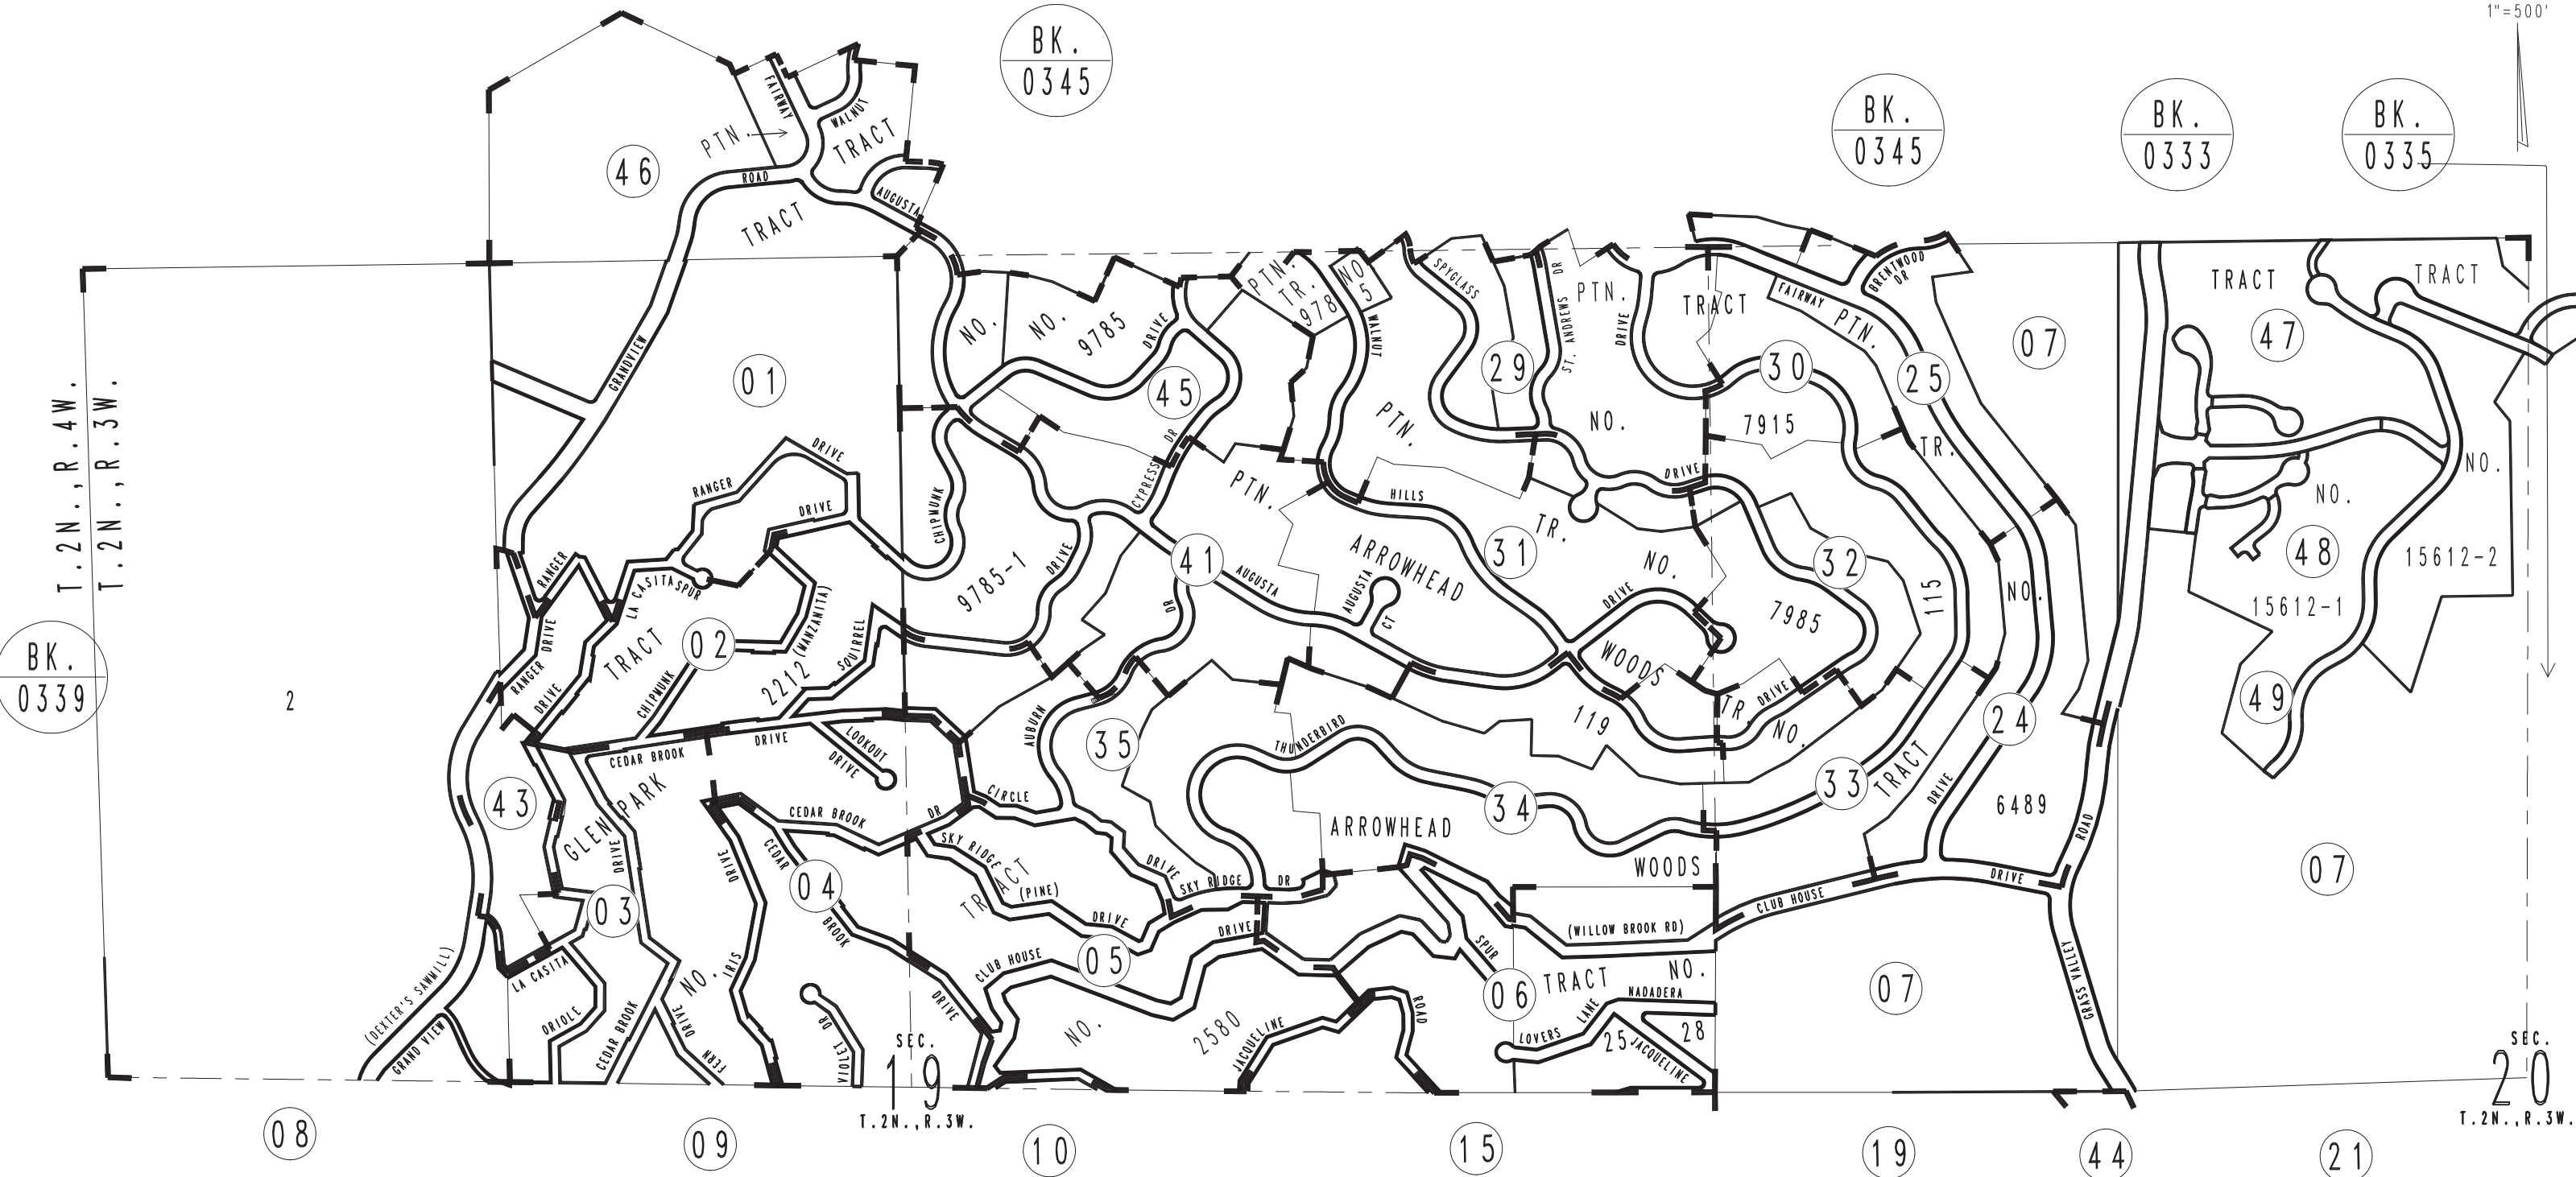 1"=500'
BK.
0345
BK.
0345
BK.
0333
BK.
0335
FAIRWAY
WALNUT
PTN.
TRACT
46
ROAD
AUGUSTA
TRACT
GRANDVIEW
01
NO.
NO.
9785
DRIVE
45
PTN.
TR.
978
NO.
5
WALNUT
SPYGLASS
DR
ST. ANDREWS
29
PTN.
DRIVE
TRACT
30
FAIRWAY
BRENTWOOD
DR
PTN.
25
07
TRACT
TRACT
47
T.2N.,R.4W.
T.2N.,R.3W.
PTN.
NO.
7915
TR.
NO.
NO.
RANGER
DRIVE
DRIVE
CHIPMUNK
CYPRESS
DR
PTN.
HILLS
DRIVE
TR.
31
ARROWHEAD
NO.
32
115
NO.
48
15612-2
15612-1
RANGER
DRIVE
LA CASITA
SPUR
TRACT
02
(MANZANITA)
9785-1
DRIVE
41
AUGUSTA
AUGUSTA
CT
DR
DRIVE
7985
WOODS
BK.
0339
2
RANGER
DRIVE
CHIPMUNK
2212
SQUIRREL
AUBURN
35
THUNDERBIRD
119
TR.
NO.
DRIVE
33
TRACT
24
49
CEDAR BROOK
DRIVE
LOOKOUT
DRIVE
43
GLEN PARK
CIRCLE
34
DRIVE
6489
ROAD
CEDAR BROOK
DR
ARROWHEAD
WOODS
DRIVE
DRIVE
CEDAR
04
BROOK
SKY RIDGE
(PINE)
TRACT
DRIVE
SKY RIDGE
DR
DRIVE
CLUB HOUSE
DRIVE
07
03
LA CASITA
NO.
IRIS
DRIVE
CLUB HOUSE
05
DRIVE
SPUR
06
(WILLOW BROOK RD)
TRACT
NO.
07
GRASS VALLEY
(DEXTER'S SAWMILL)
GRAND VIEW
ORIOLE
CEDAR BROOK
DRIVE
FERN
VIOLET DR
NO.
2580
JACQUELINE
ROAD
LOVERS
LANE
NADADERA
25
28
JACQUELINE
SEC.
19
T.2N.,R.3W.
SEC.
20
T.2N.,R.3W.
08
09
10
15
19
44
21